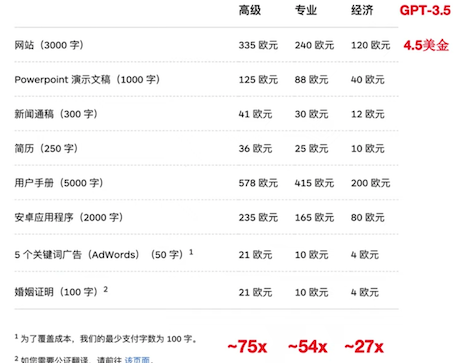 高级 专业 经济 GPT-3.5
网站（3000 字） 335 欧元 240 欧元 120 欧元 4.5美金
Powerpoint 演示文稿（1000 字） 125 欧元 88 欧元 40 欧元
新闻通稿（300 字） 41 欧元 30 欧元 12 欧元
简历（250 字） 36 欧元 25 欧元 10 欧元
用户手册（5000 字） 578 欧元 415 欧元 200 欧元
安卓应用程序（2000 字） 235 欧元 165 欧元 80 欧元
5 个关键词广告（AdWords）（50 字）1 21 欧元 10 欧元 4 欧元
婚姻证明（100 字）2 21 欧元 10 欧元 4 欧元
1 为了覆盖成本，我们的最少支付字数为 100 字。
~75x ~54x ~27x
2 如您需要公证翻译，请前往 该页面。